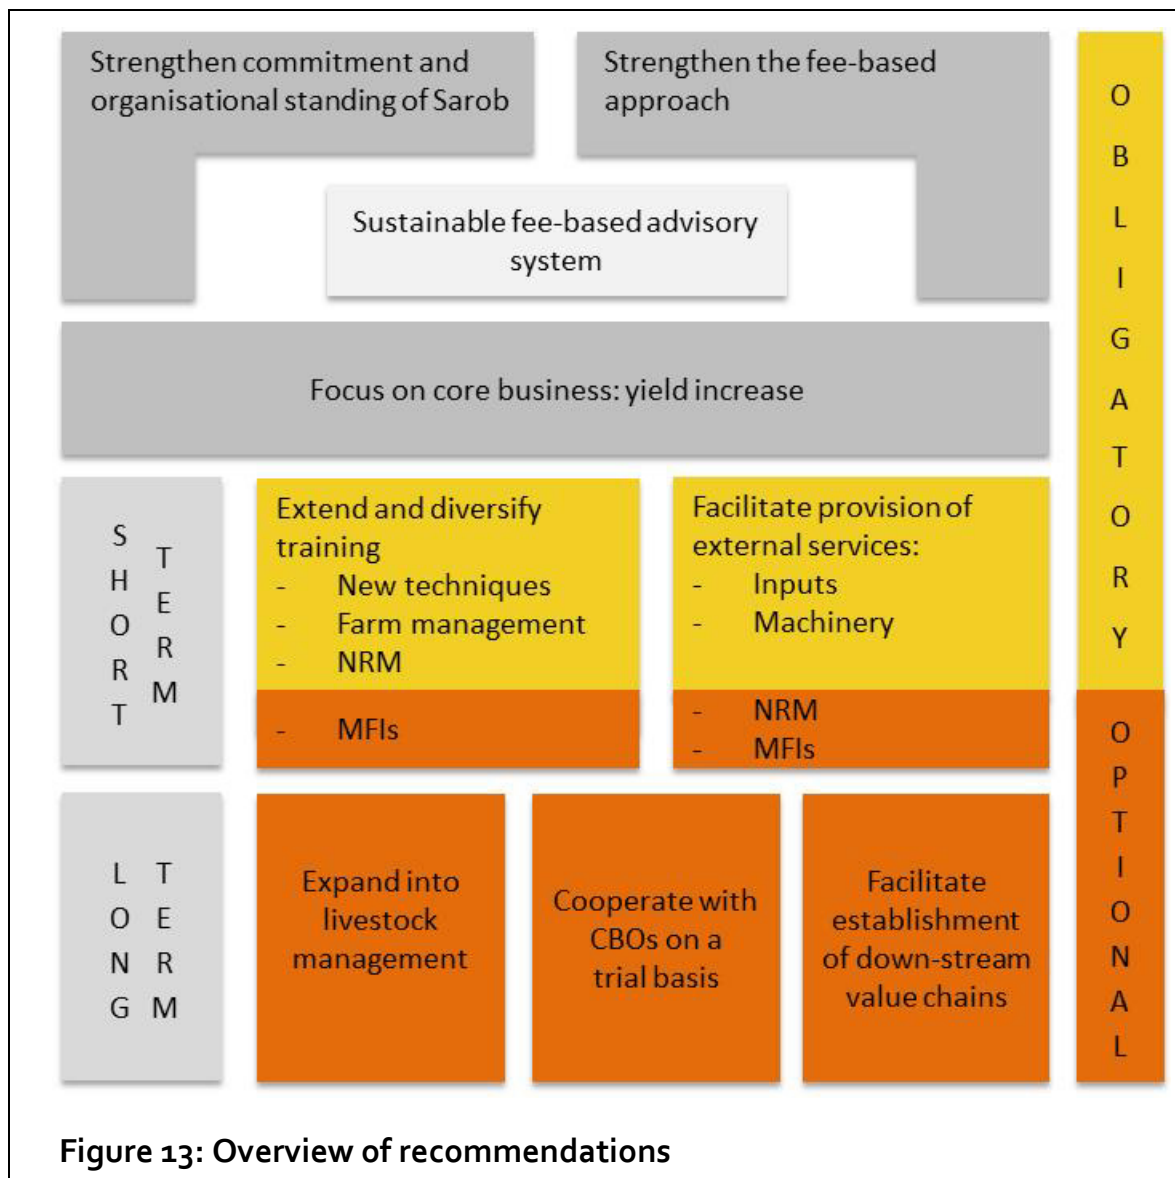 Strengthen commitment and
organisational standing of Sarob
Strengthen the fee-based
approach
Sustainable fee-based advisory
system
Focus on core business: yield increase
OBLIGATORY
SHORT
TERM
Extend and diversify
training
- New techniques
- Farm management
- NRM
- MFIs
Facilitate provision of
external services:
- Inputs
- Machinery
- NRM
- MFIs
OPTIONAL
LONG
TERM
Expand into
livestock
management
Cooperate with
CBOs on a
trial basis
Facilitate
establishment
of down-stream
value chains
Figure 13: Overview of recommendations